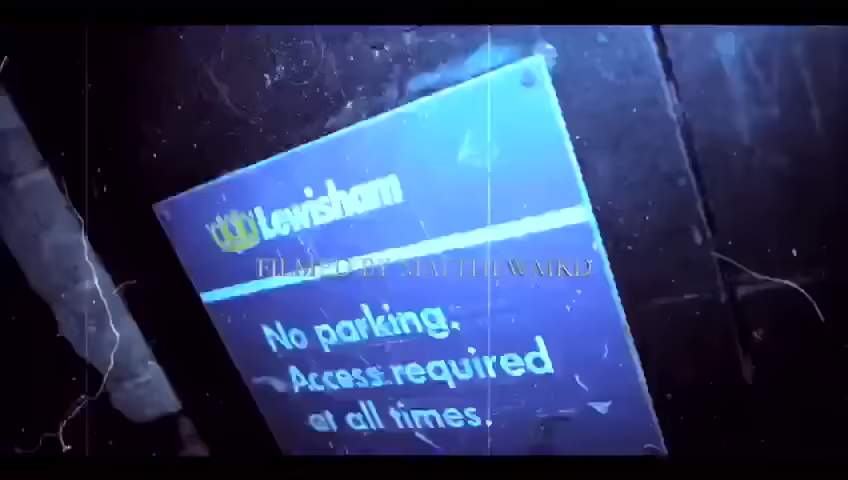 Lewisham
FILMED BY
No parking.
Access required
at all times.